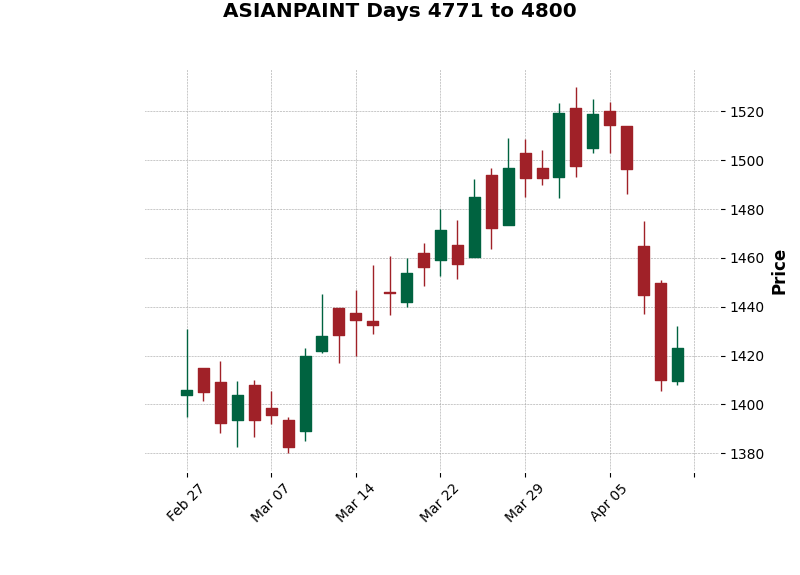 ASIANPAINT Days 4771 to 4800
1520
1500
1480
1460
1440
1420
1400
1380
Price
Feb 27
Mar 07
Mar 14
Mar 22
Mar 29
Apr 05